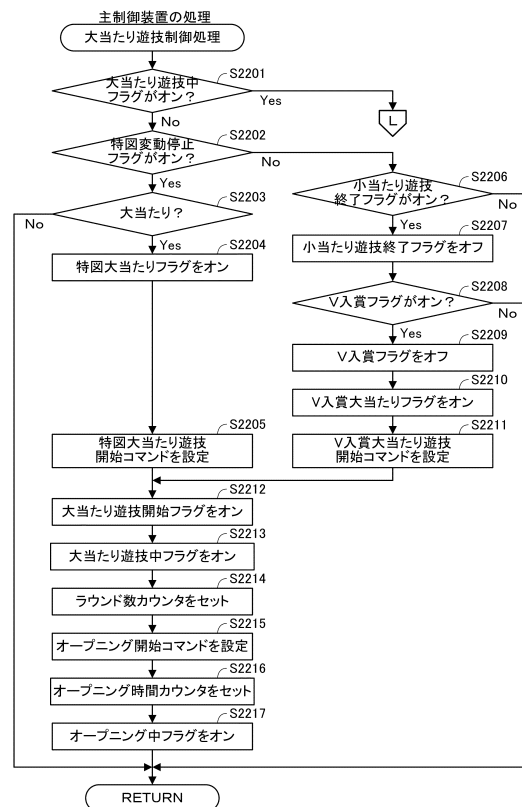 主制御装置の処理
大当たり遊技制御処理
S2201
大当たり遊技中
フラグがオン?
Yes
No
L
S2202
特図変動停止
フラグがオン?
No
Yes
S2203
大当たり?
No
Yes
S2204
特図大当たりフラグをオン
S2205
特図大当たり遊技
開始コマンドを設定
S2206
小当たり遊技
終了フラグがオン?
No
Yes
S2207
小当たり遊技終了フラグをオフ
S2208
V入賞フラグがオン?
No
Yes
S2209
V入賞フラグをオフ
S2210
V入賞大当たりフラグをオン
S2211
V入賞大当たり遊技
開始コマンドを設定
S2212
大当たり遊技開始フラグをオン
S2213
大当たり遊技中フラグをオン
S2214
ラウンド数カウンタをセット
S2215
オープニング開始コマンドを設定
S2216
オープニング時間カウンタをセット
S2217
オープニング中フラグをオン
RETURN